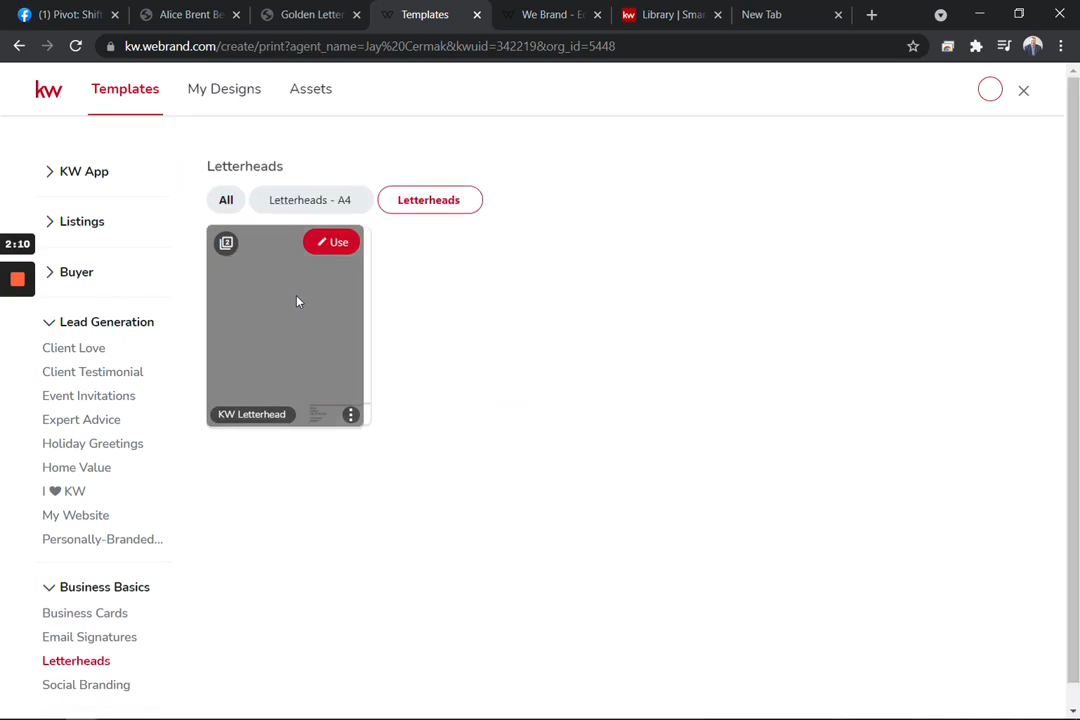 (1) Pivot: Shift
Alice Brent Be
Golden Letter
Templates
We Brand - E
kw
Library | Smar
New Tab
kw.webrand.com/create/print?agent_name=Jay%20Cermak&kwuid=342219&org_id=5448
kw
Templates
My Designs
Assets
KW App
Listings
2:10
Buyer
Lead Generation
Client Love
Client Testimonial
Event Invitations
Expert Advice
Holiday Greetings
Home Value
I ♥ KW
My Website
Personally-Branded...
Business Basics
Business Cards
Email Signatures
Letterheads
Social Branding
Letterheads
All
Letterheads - A4
Letterheads
2
Use
KW Letterhead